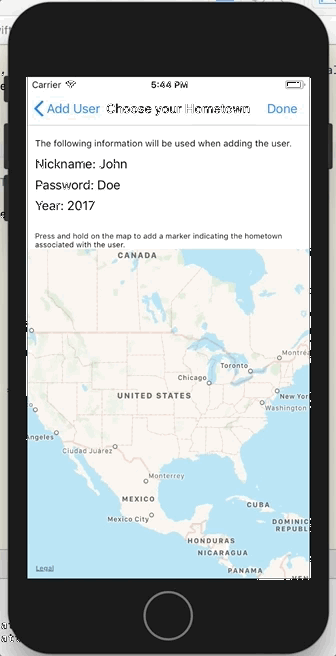 Carrier 5:44 PM
Add User Choose your Hometown Done
The following information will be used when adding the user.
Nickname: John
Password: Doe
Year: 2017
Press and hold on the map to add a marker indicating the hometown
associated with the user.
CANADA
Montré
Toronto
Chicago
New Yor
UNITED STATES
Washington
Angeles
Ciudad Juárez
Monterrey
MEXICO
CUBA
Mexico City
DOMINIC
REPUBL
HONDURAS
NICARAGUA
Legal
PANAMA